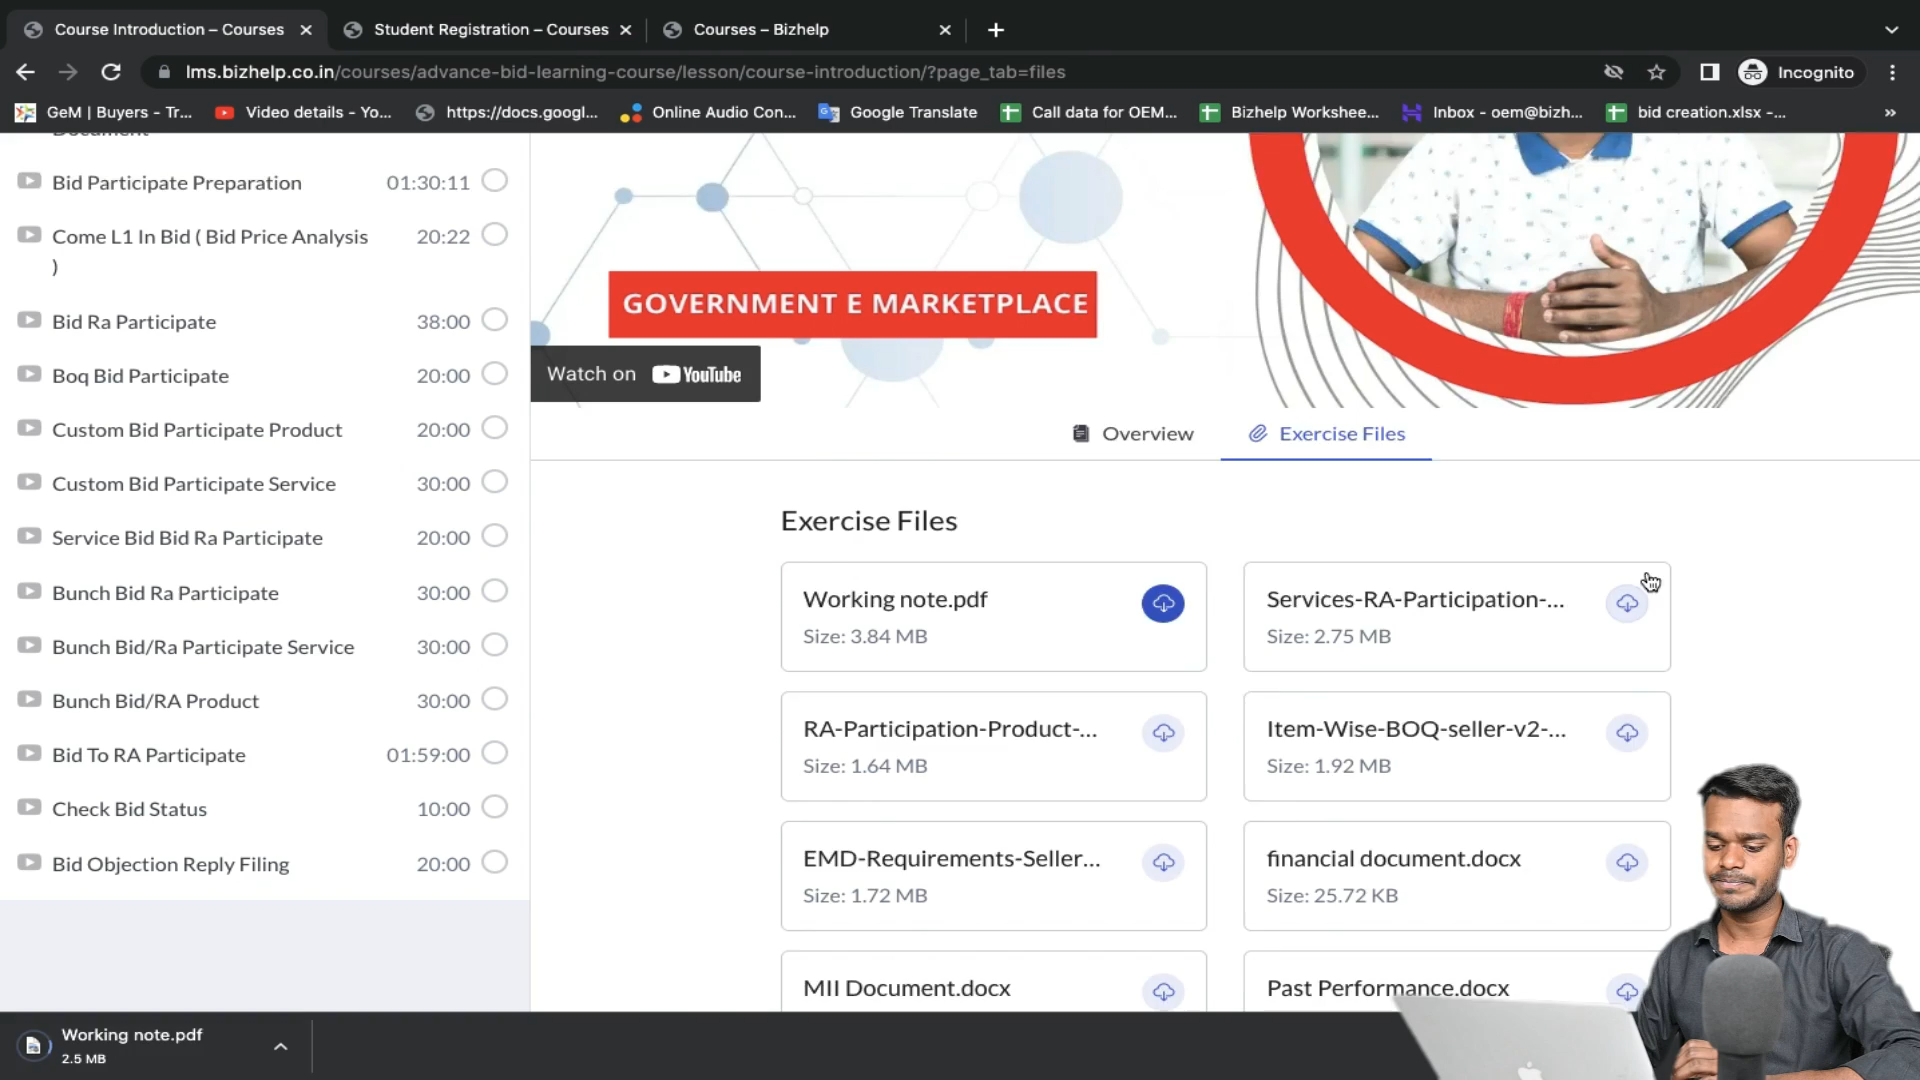 Course Introduction – Courses
Student Registration – Courses
Courses – Bizhelp
lms.bizhelp.co.in/courses/advance-bid-learning-course/lesson/course-introduction/?page_tab=files
Incognito
GeM | Buyers - Tr...
Video details - Yo...
https://docs.googl...
Online Audio Con...
Google Translate
Call data for OEM...
Bizhelp Workshee...
Inbox - oem@bizh...
bid creation.xlsx -...
»
Document
Bid Participate Preparation 01:30:11
Come L1 In Bid ( Bid Price Analysis 20:22
)
Bid Ra Participate 38:00
Boq Bid Participate 20:00
Custom Bid Participate Product 20:00
Custom Bid Participate Service 30:00
Service Bid Bid Ra Participate 20:00
Bunch Bid Ra Participate 30:00
Bunch Bid/Ra Participate Service 30:00
Bunch Bid/RA Product 30:00
Bid To RA Participate 01:59:00
Check Bid Status 10:00
Bid Objection Reply Filing 20:00
GOVERNMENT E MARKETPLACE
Watch on YouTube
Overview
Exercise Files
Exercise Files
Working note.pdf
Size: 3.84 MB
Services-RA-Participation-...
Size: 2.75 MB
RA-Participation-Product-...
Size: 1.64 MB
Item-Wise-BOQ-seller-v2-...
Size: 1.92 MB
EMD-Requirements-Seller...
Size: 1.72 MB
financial document.docx
Size: 25.72 KB
MII Document.docx
Past Performance.docx
Working note.pdf
2.5 MB